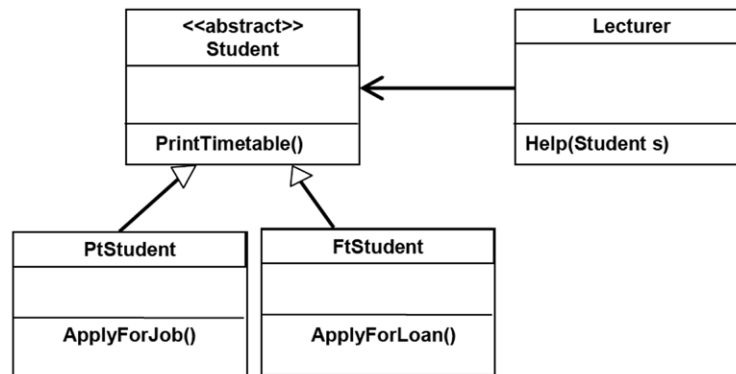 <<abstract>>
Student
PrintTimetable()
Lecturer
Help(Student s)
PtStudent
ApplyForJob()
FtStudent
ApplyForLoan()